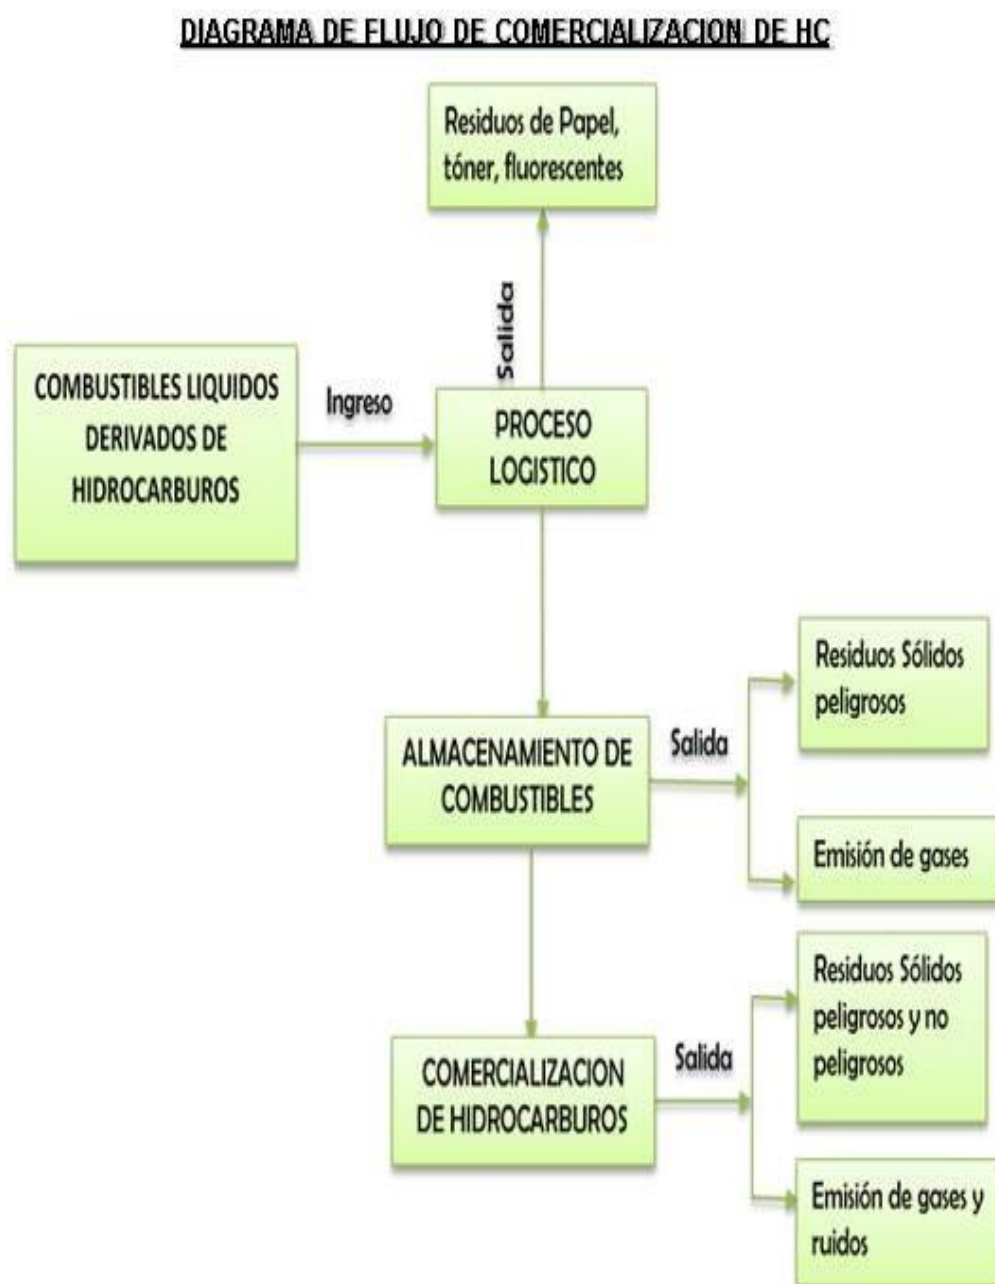 DIAGRAMA DE FLUJO DE COMERCIALIZACION DE HC
Residuos de Papel,
tóner, fluorescentes
Salida
COMBUSTIBLES LIQUIDOS
DERIVADOS DE
HIDROCARBUROS
Ingreso
PROCESO
LOGISTICO
ALMACENAMIENTO DE
COMBUSTIBLES
Salida
Residuos Sólidos
peligrosos
Emisión de gases
COMERCIALIZACION
DE HIDROCARBUROS
Salida
Residuos Sólidos
peligrosos y no
peligrosos
Emisión de gases y
ruidos